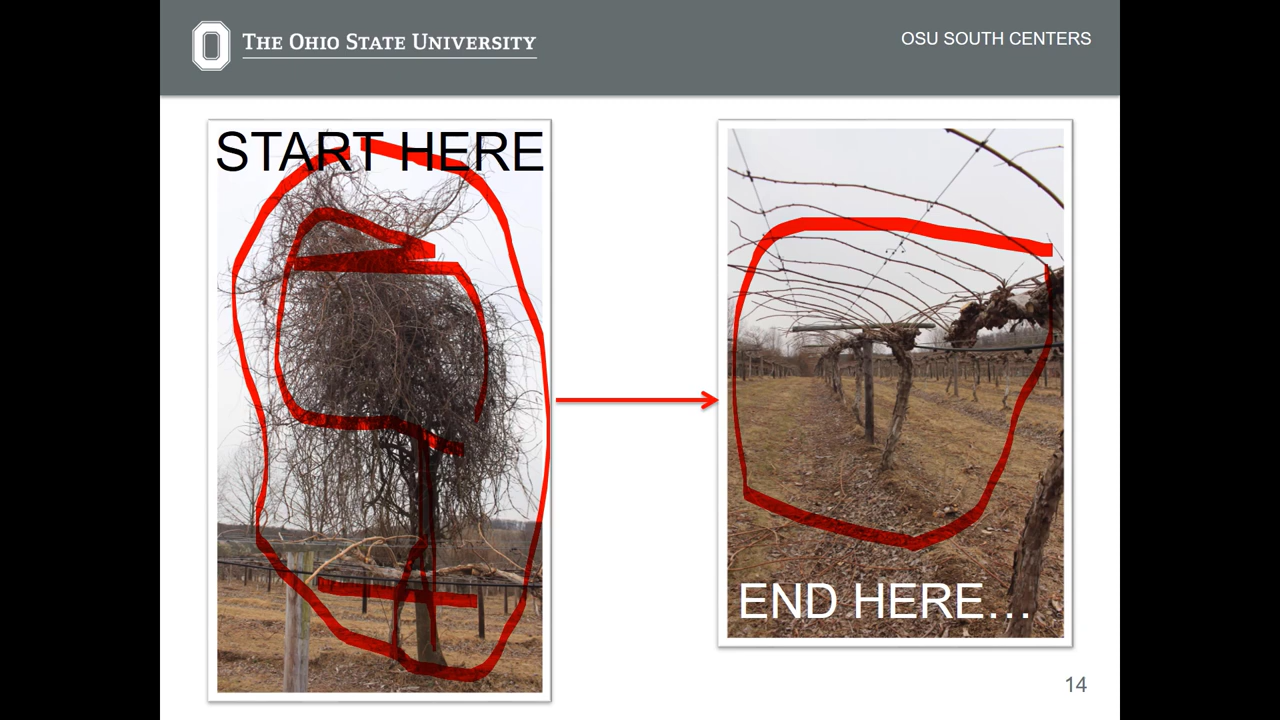 THE OHIO STATE UNIVERSITY
OSU SOUTH CENTERS
START HERE
END HERE...
14